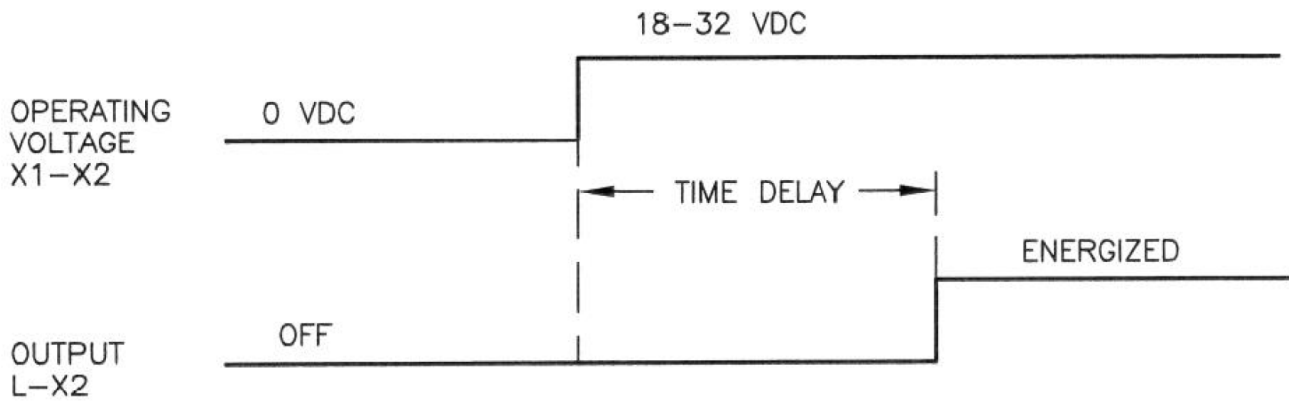 18-32 VDC
OPERATING
VOLTAGE
X1-X2
0 VDC
TIME DELAY
ENERGIZED
OFF
OUTPUT
L-X2